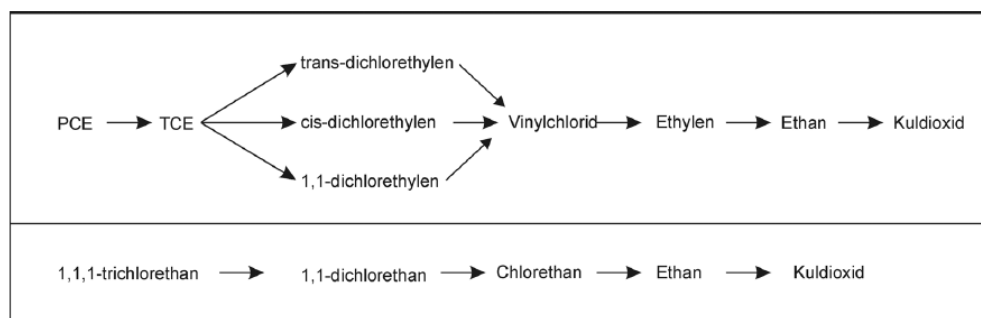 trans-dichlorethylen
PCE TCE cis-dichlorethylen Vinylchlorid Ethylen Ethan Kuldioxid
1,1-dichlorethylen
1,1,1-trichlorethan 1,1-dichlorethan Chlorethan Ethan Kuldioxid